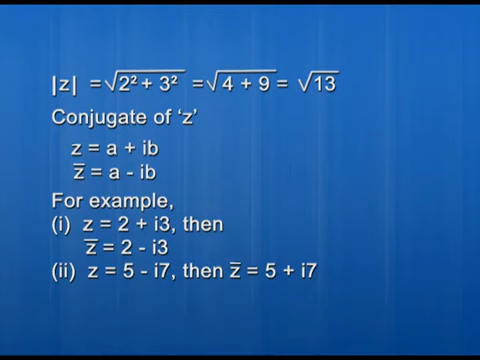 |z| = √2² + 3² = √4 + 9 = √13
Conjugate of ‘z’
z = a + ib
z̅ = a - ib
For example,
(i) z = 2 + i3, then
z̅ = 2 - i3
(ii) z = 5 - i7, then z̅ = 5 + i7